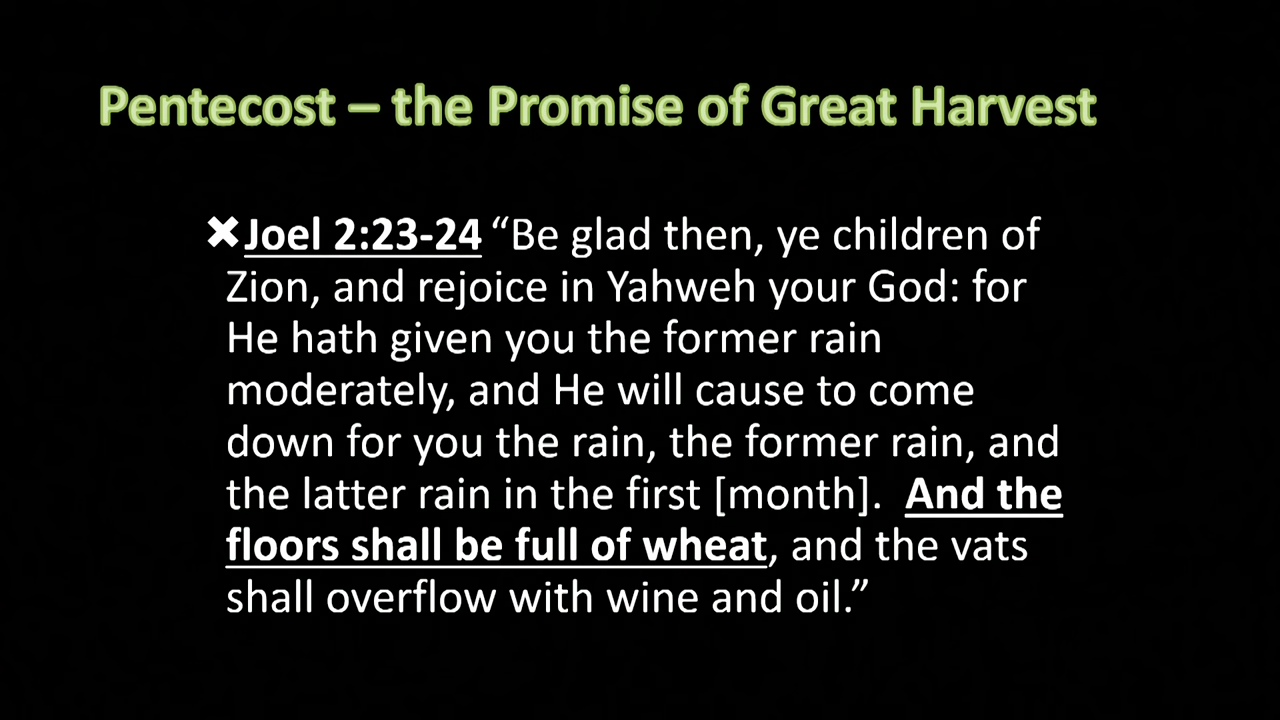 Pentecost – the Promise of Great Harvest
✖Joel 2:23-24 “Be glad then, ye children of
Zion, and rejoice in Yahweh your God: for
He hath given you the former rain
moderately, and He will cause to come
down for you the rain, the former rain, and
the latter rain in the first [month].  And the
floors shall be full of wheat, and the vats
shall overflow with wine and oil.”